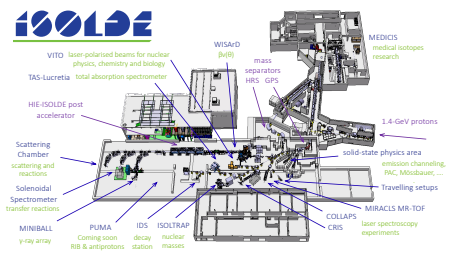 ISOLDE
VITO laser-polarised beams for nuclear
physics, chemistry and biology
TAS-Lucretia total absorption spectrometer
WISArD
βν(θ)
mass
separators
HRS GPS
MEDICIS
medical isotopes
research
HIE-ISOLDE post
accelerator
1.4-GeV protons
Scattering
Chamber
scattering and
reactions
solid-state physics area
emission channeling,
PAC, Mössbauer, ….
Solenoidal
Spectrometer
transfer reactions
Travelling setups
MIRACLS MR-TOF
MINIBALL
γ-ray array
PUMA
Coming soon
RIB & antiprotons
IDS
decay
station
ISOLTRAP
nuclear
masses
COLLAPS
CRIS
laser spectroscopy
experiments